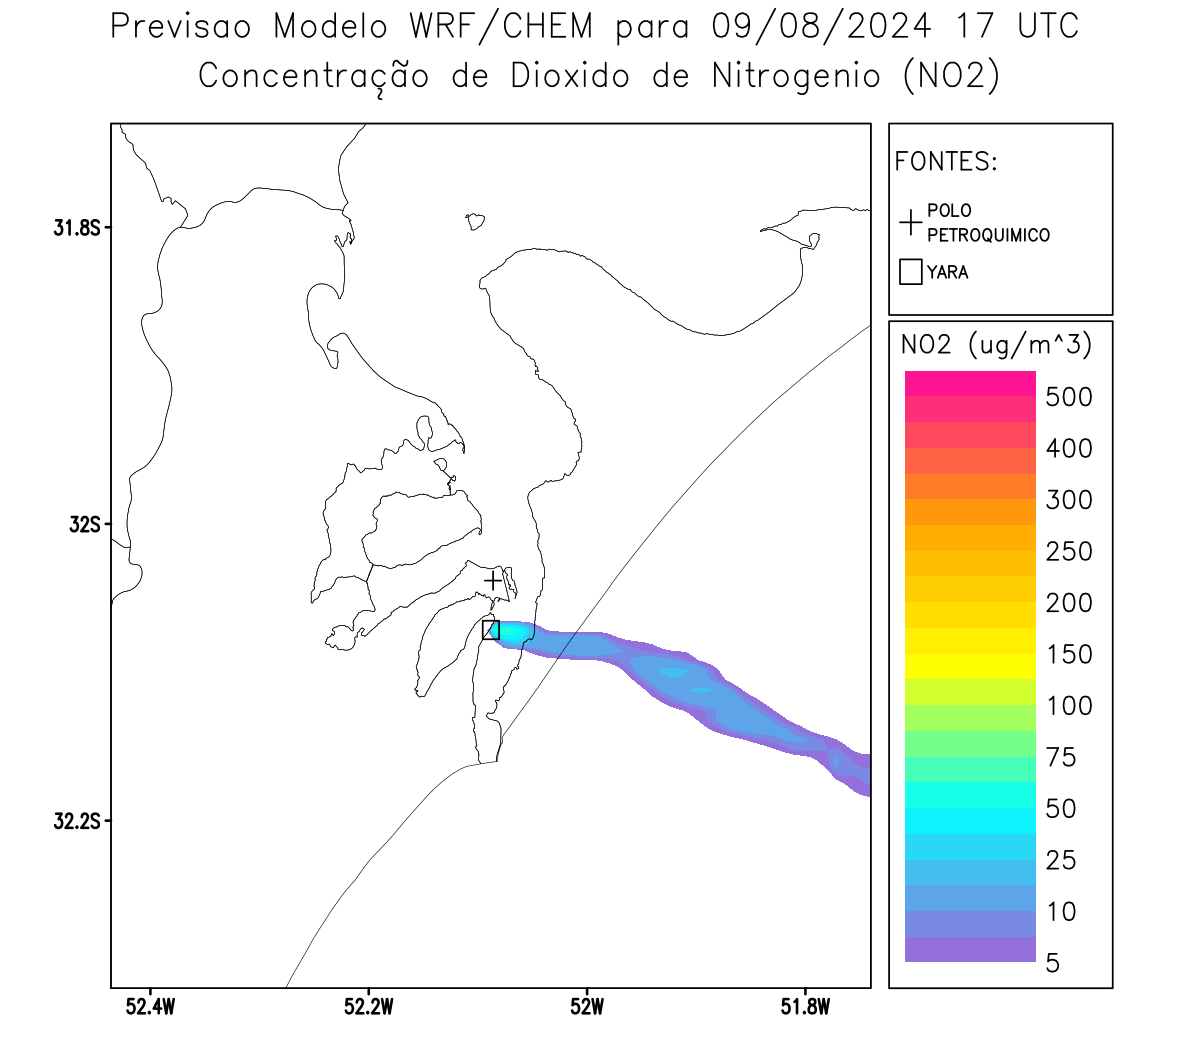 Previsao Modelo WRF/CHEM para 09/08/2024 17 UTC
Concentração de Dioxido de Nitrogenio (NO2)
FONTES:
POLO
PETROQUIMICO
YARA
NO2 (ug/m^3)
500
400
300
250
200
150
100
75
50
25
10
5
31.8S
32S
32.2S
52.4W
52.2W
52W
51.8W